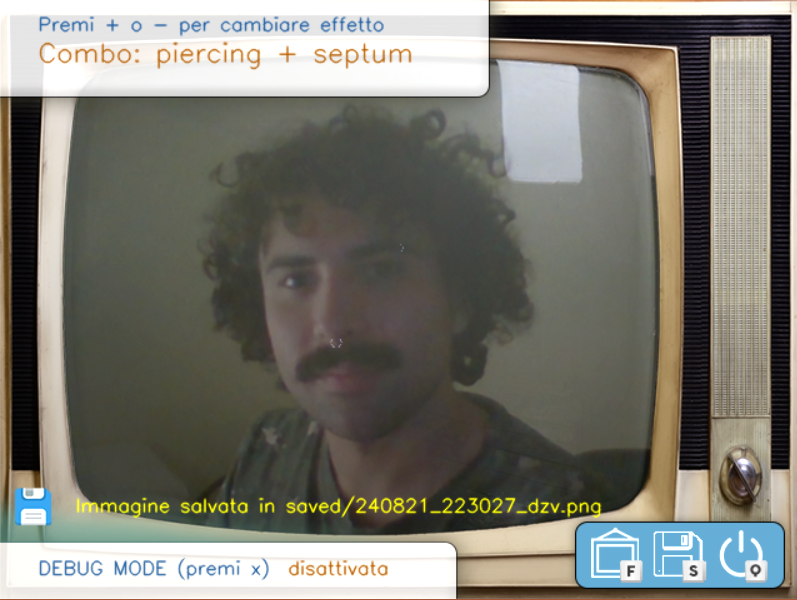 Premi + o - per cambiare effetto
Combo: piercing + septum
Immagine salvata in saved/240821_223027_dzv.png
DEBUG MODE (premi x) disattivata
F S Q